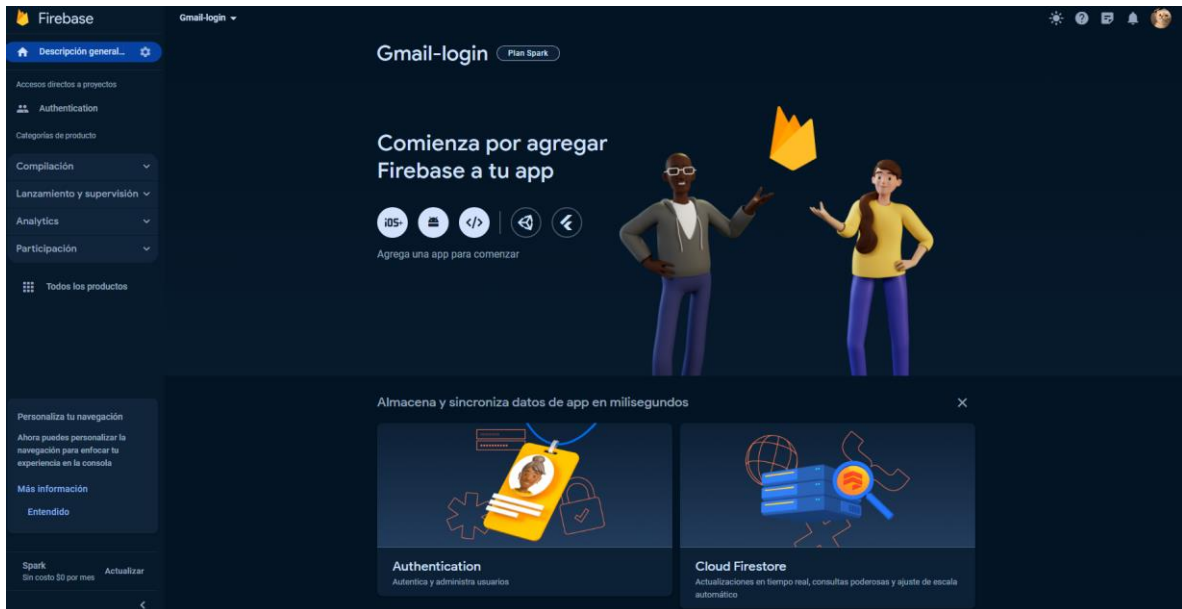 Firebase
Gmail-login
Descripción general...
Accesos directos a proyectos
Authentication
Categorías de producto
Compilación
Lanzamiento y supervisión
Analytics
Participación
Todos los productos
Personaliza tu navegación
Ahora puedes personalizar la
navegación para enfocar tu
experiencia en la consola
Más información
Entendido
Spark
Sin costo $0 por mes
Actualizar
Gmail-login
Plan Spark
Comienza por agregar
Firebase a tu app
iOS+
Agrega una app para comenzar
Almacena y sincroniza datos de app en milisegundos
Authentication
Autentica y administra usuarios
Cloud Firestore
Actualizaciones en tiempo real, consultas poderosas y ajuste de escala
automático